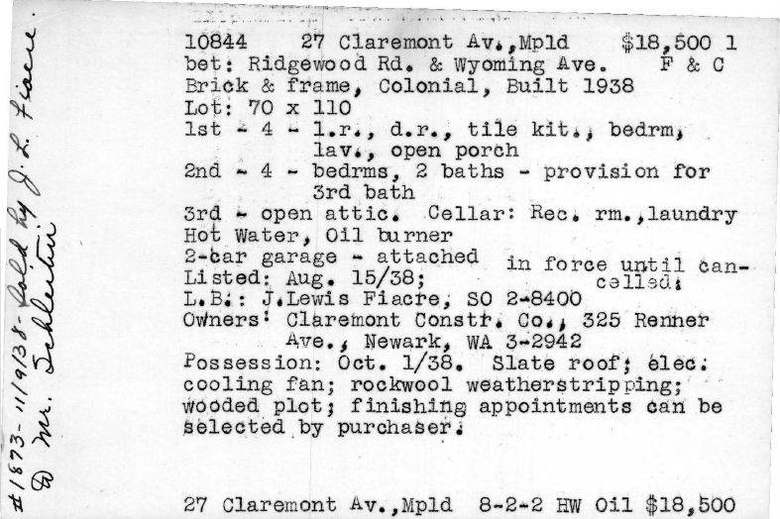 10844 27 Claremont Av.,Mpld $18,500 1
bet: Ridgewood Rd. & Wyoming Ave. F & C
Brick & frame, Colonial, Built 1938
Lot: 70 x 110
1st - 4 - l.r., d.r., tile kit., bedrm,
lav., open porch
2nd - 4 - bedrms, 2 baths - provision for
3rd bath
3rd - open attic. Cellar: Rec. rm.,laundry
Hot Water, Oil burner
2-car garage - attached
in force until can-
celled.
Listed: Aug. 15/38;
L.B.: J.Lewis Fiacre, SO 2-8400
Owners: Claremont Constr. Co., 325 Renner
Ave., Newark, WA 3-2942
Possession: Oct. 1/38. Slate roof; elec.
cooling fan; rockwool weatherstripping;
wooded plot; finishing appointments can be
selected by purchaser.
27 Claremont Av.,Mpld 8-2-2 HW Oil $18,500
#1873-11/9/38-Sold by J. L. Fiacre.
Mr.